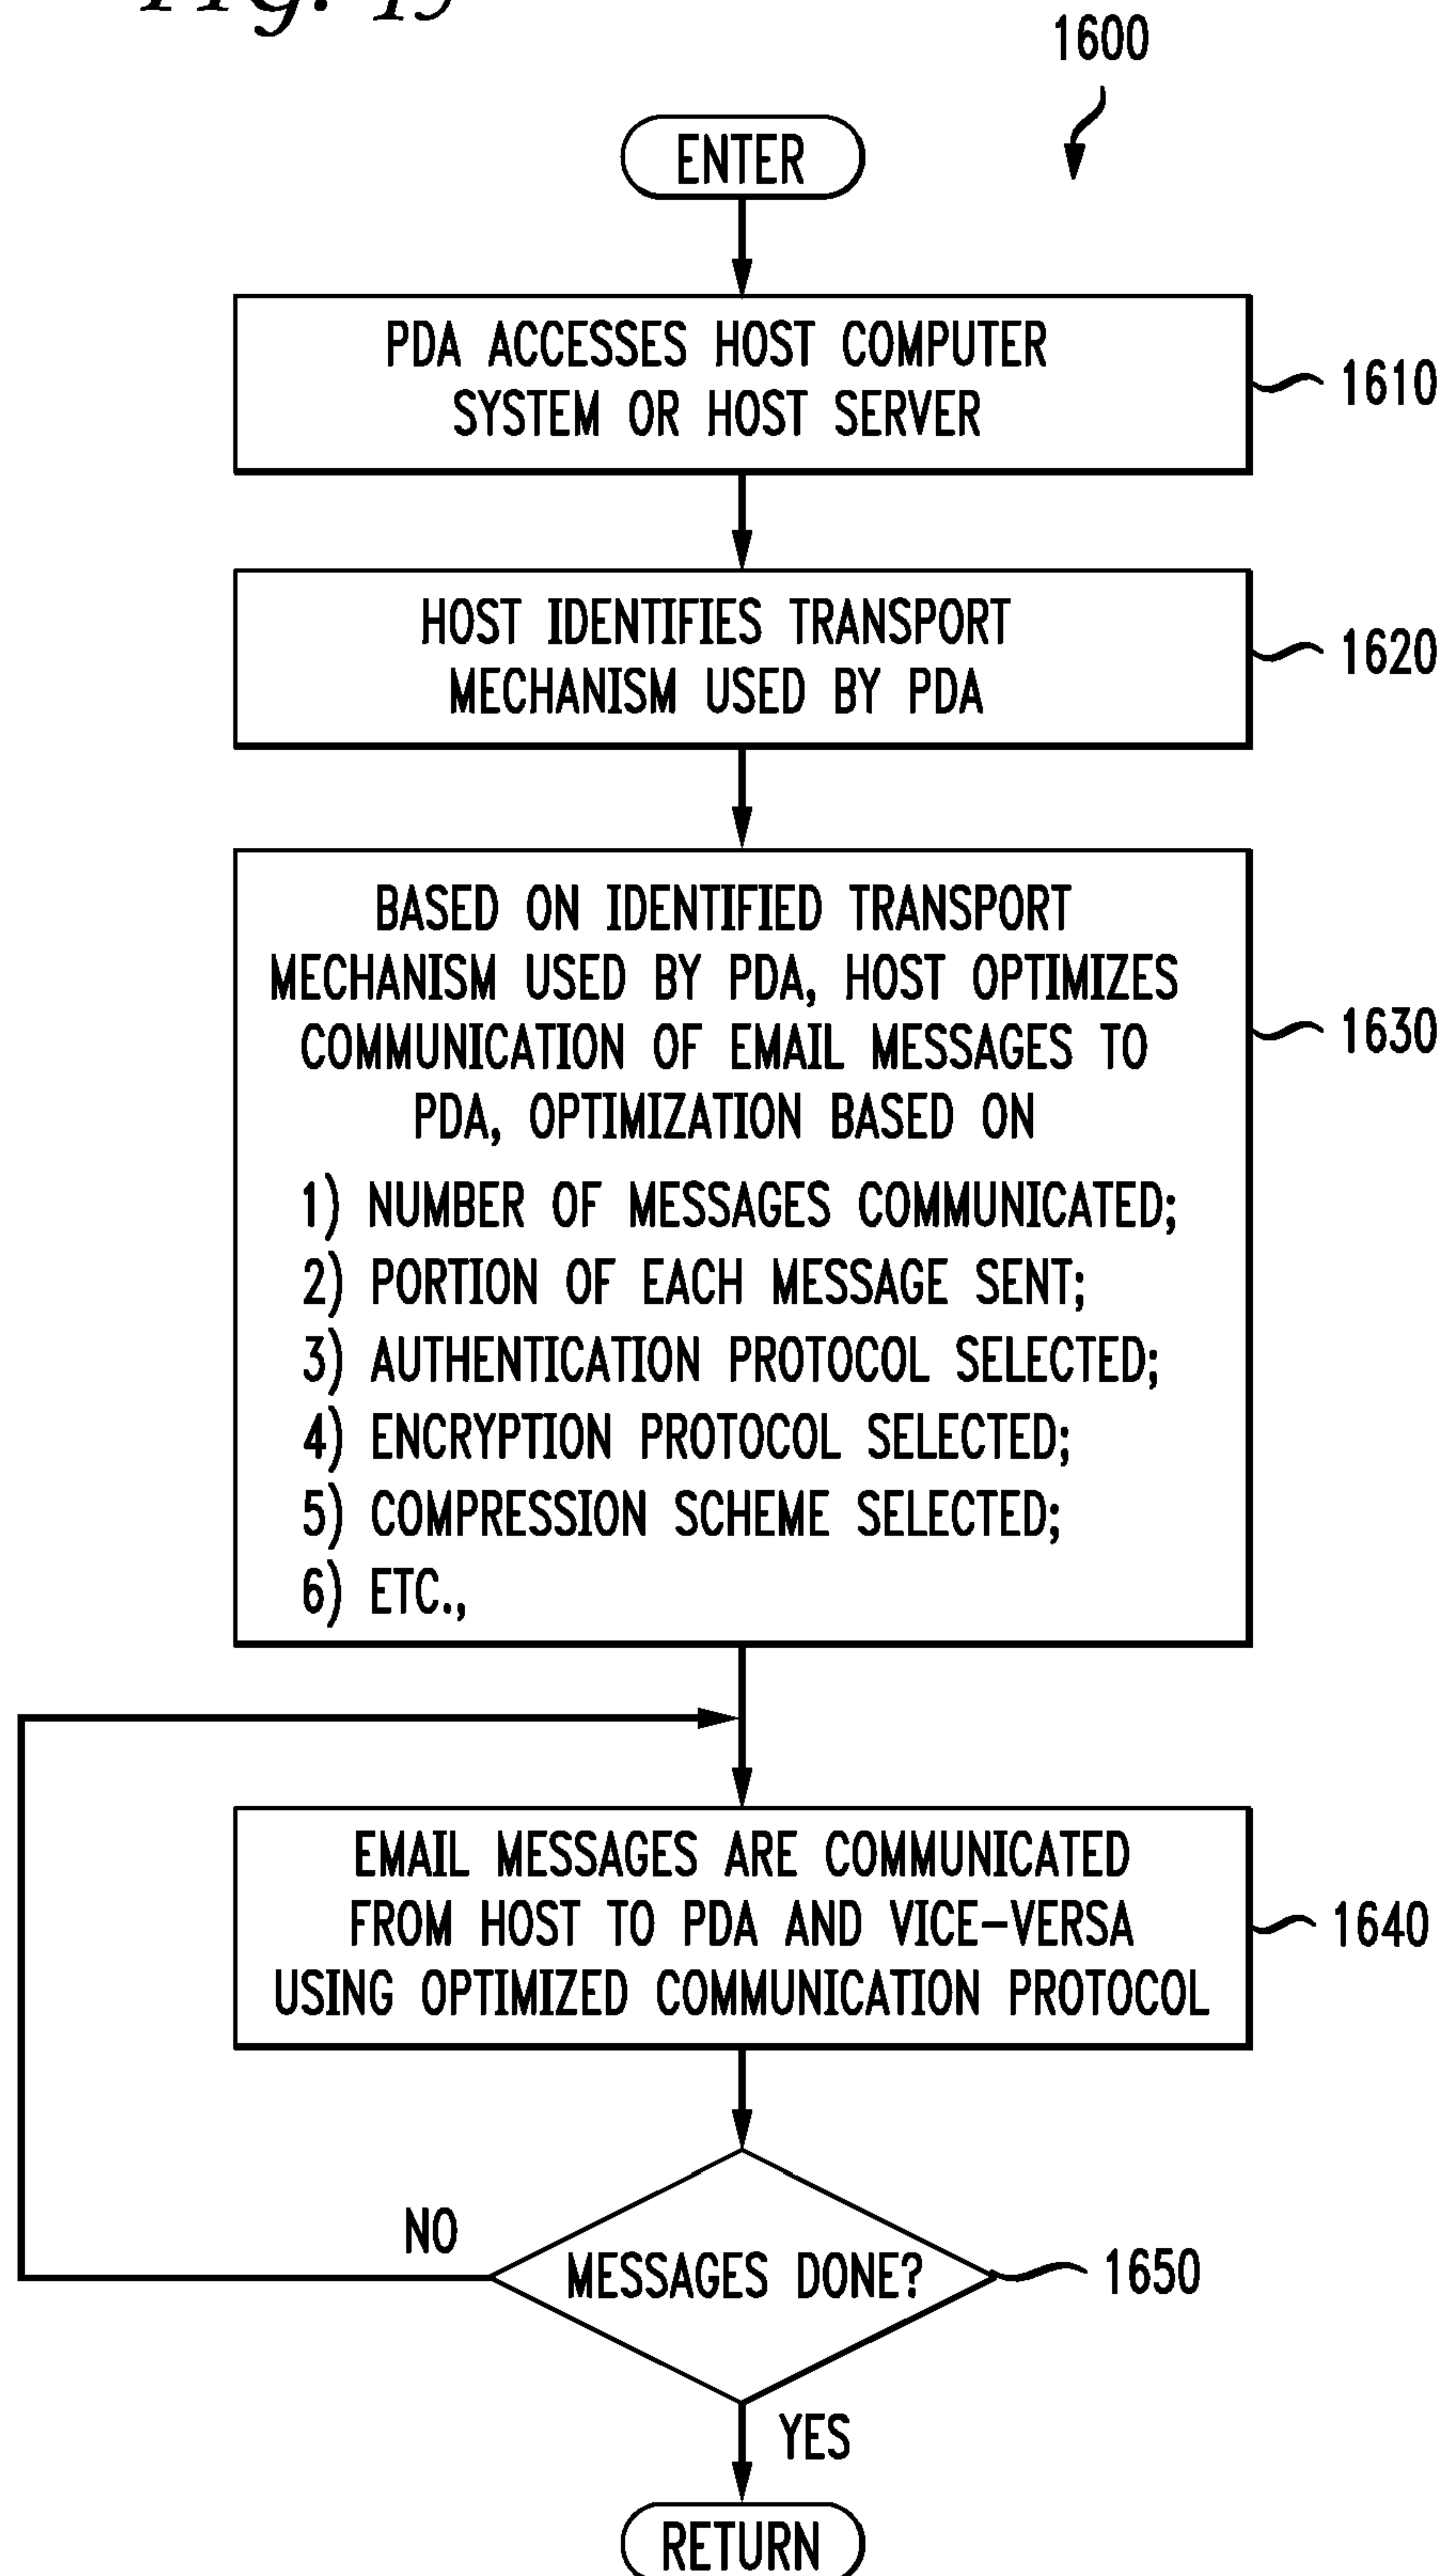 1600
ENTER
PDA ACCESSES HOST COMPUTER
SYSTEM OR HOST SERVER
1610
HOST IDENTIFIES TRANSPORT
MECHANISM USED BY PDA
1620
BASED ON IDENTIFIED TRANSPORT
MECHANISM USED BY PDA, HOST OPTIMIZES
COMMUNICATION OF EMAIL MESSAGES TO
PDA, OPTIMIZATION BASED ON
1) NUMBER OF MESSAGES COMMUNICATED;
2) PORTION OF EACH MESSAGE SENT;
3) AUTHENTICATION PROTOCOL SELECTED;
4) ENCRYPTION PROTOCOL SELECTED;
5) COMPRESSION SCHEME SELECTED;
6) ETC.,
1630
EMAIL MESSAGES ARE COMMUNICATED
FROM HOST TO PDA AND VICE-VERSA
USING OPTIMIZED COMMUNICATION PROTOCOL
1640
NO
MESSAGES DONE?
1650
YES
RETURN